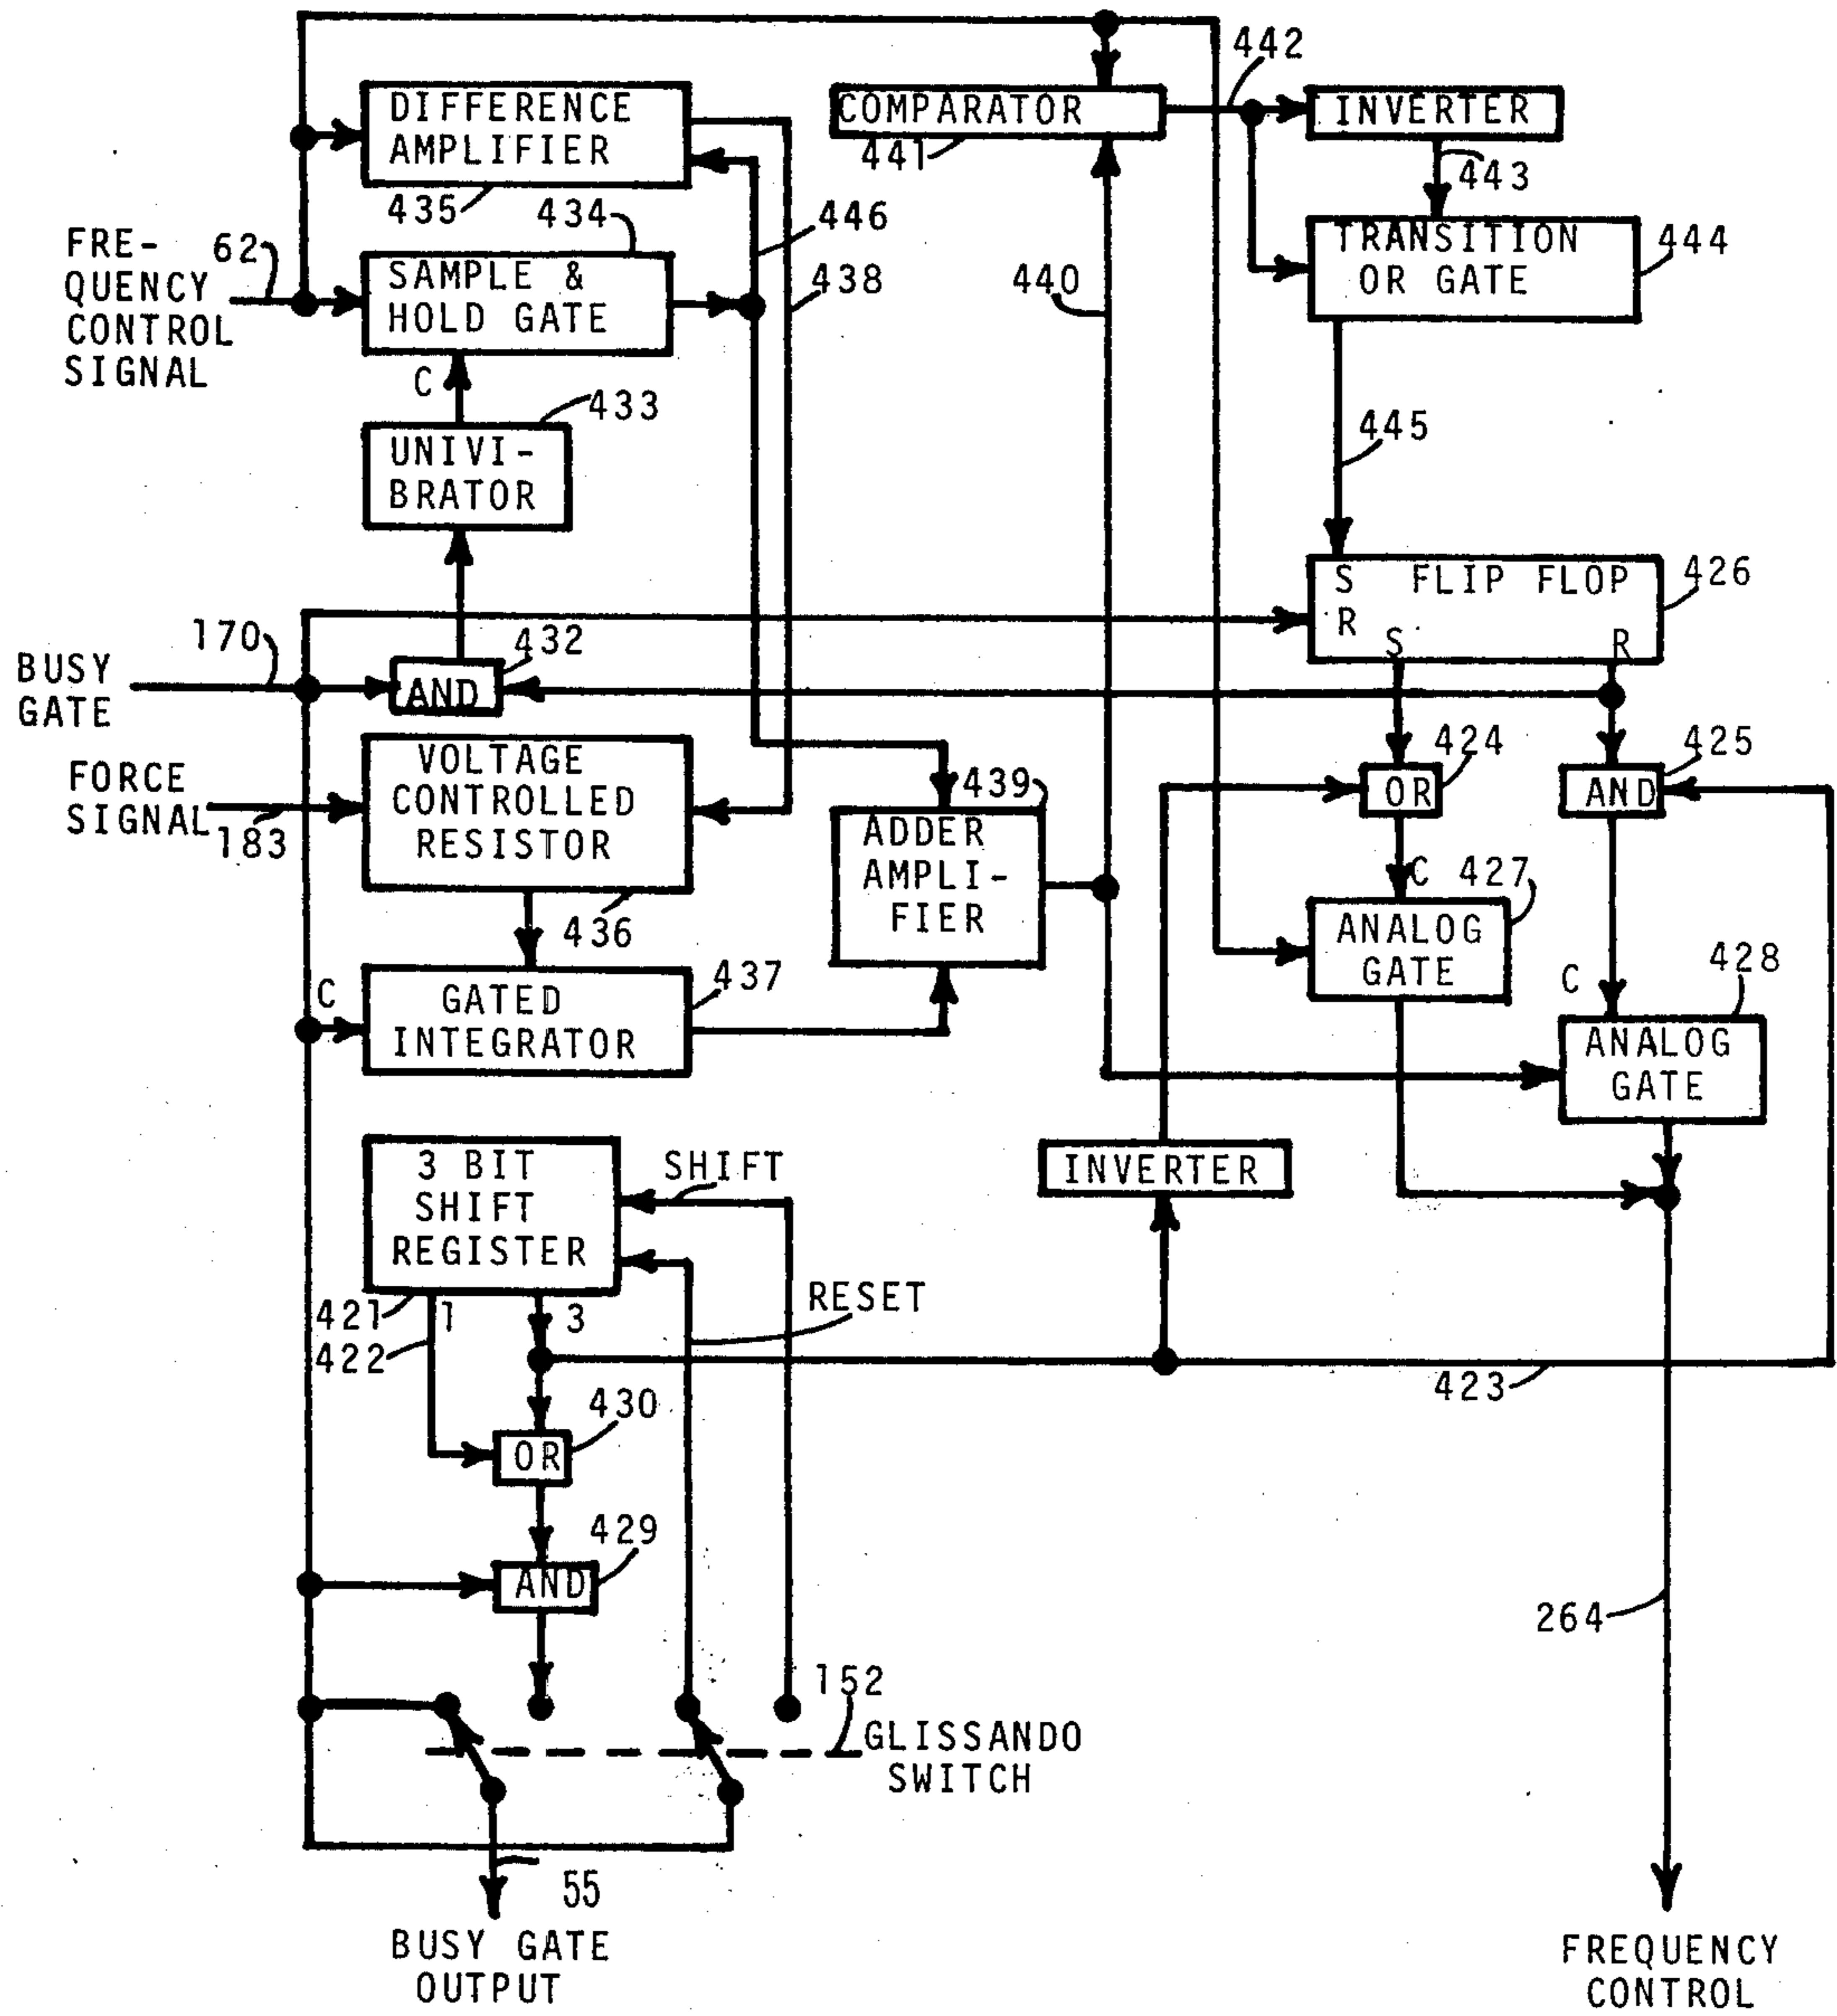 442
DIFFERENCE
AMPLIFIER
COMPARATOR
INVERTER
441
443
435
434
446
FRE-
QUENCY
CONTROL
SIGNAL
62
SAMPLE &
HOLD GATE
438
440
TRANSITION
OR GATE
444
C
433
445
UNIVI-
BRATOR
S FLIP FLOP
R
S R
426
170
432
BUSY
GATE
AND
424
425
FORCE
SIGNAL
183
VOLTAGE
CONTROLLED
RESISTOR
439
OR
AND
ADDER
AMPLI-
FIER
C 427
436
ANALOG
GATE
428
C
C
437
GATED
INTEGRATOR
ANALOG
GATE
3 BIT
SHIFT
REGISTER
SHIFT
INVERTER
RESET
421
1
3
422
423
430
OR
429
AND
264
152
GLISSANDO
SWITCH
55
BUSY GATE
OUTPUT
FREQUENCY
CONTROL